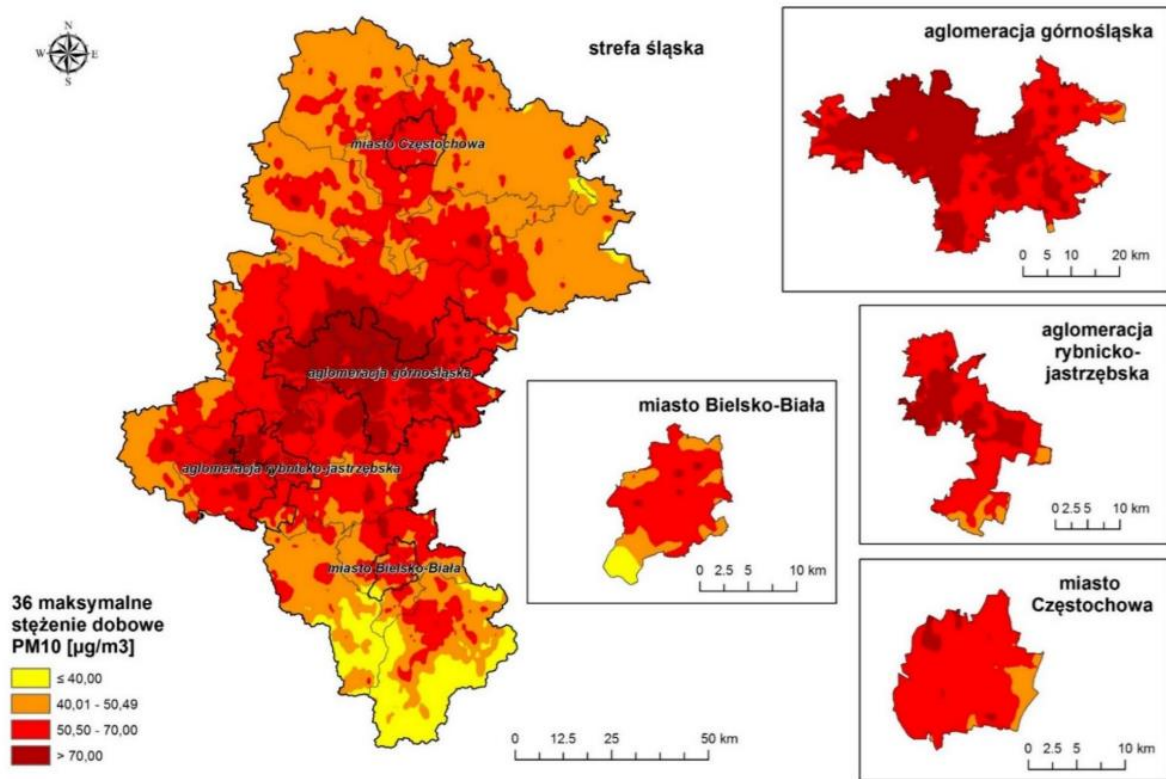 N
W
E
S
strefa śląska
miasto Częstochowa
aglomeracja górnośląska
aglomeracja rybnicko-jastrzębska
miasto Bielsko-Biała
36 maksymalne
stężenie dobowe
PM10 [µg/m3]
≤ 40,00
40,01 - 50,49
50,50 - 70,00
> 70,00
0 12.5 25 50 km
miasto Bielsko-Biała
0 2.5 5 10 km
aglomeracja górnośląska
0 5 10 20 km
aglomeracja
rybnicko-
jastrzębska
0 2.5 5 10 km
miasto
Częstochowa
0 2.5 5 10 km